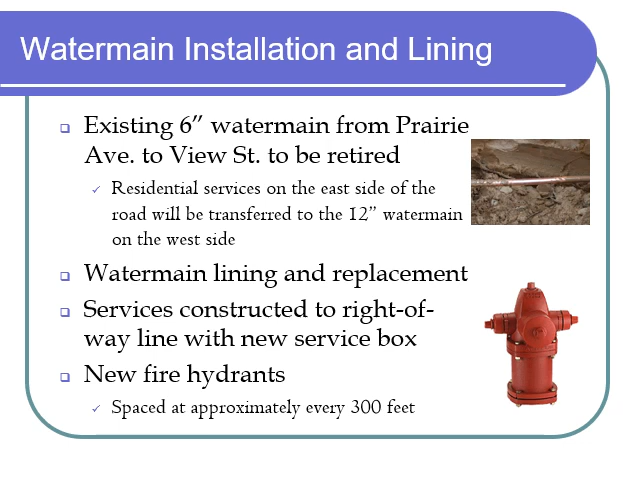 Watermain Installation and Lining
Existing 6” watermain from Prairie
Ave. to View St. to be retired
Residential services on the east side of the
road will be transferred to the 12” watermain
on the west side
Watermain lining and replacement
Services constructed to right-of-
way line with new service box
New fire hydrants
Spaced at approximately every 300 feet